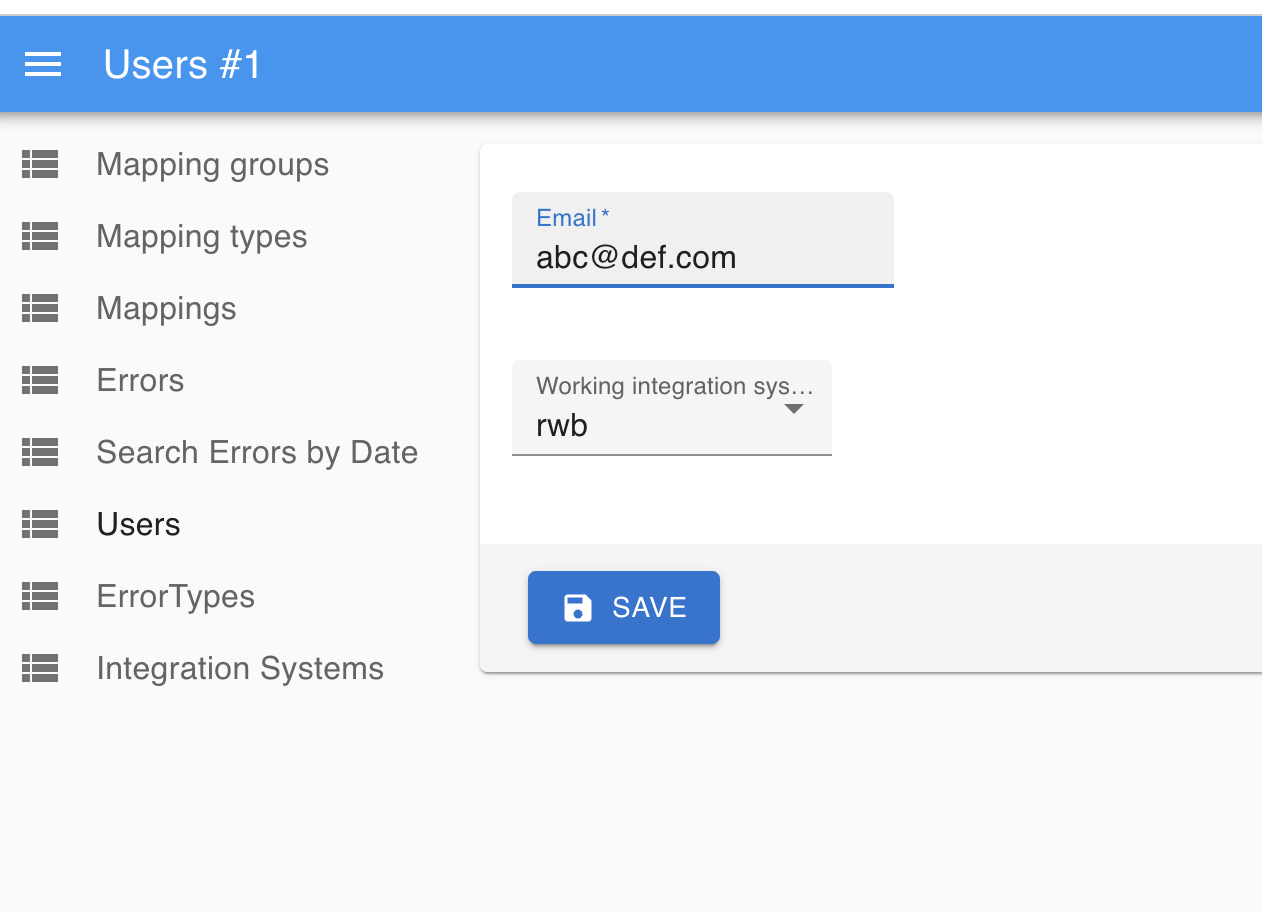 Users #1
Mapping groups
Mapping types
Mappings
Errors
Search Errors by Date
Users
ErrorTypes
Integration Systems
Email *
abc@def.com
Working integration sys...
rwb
SAVE